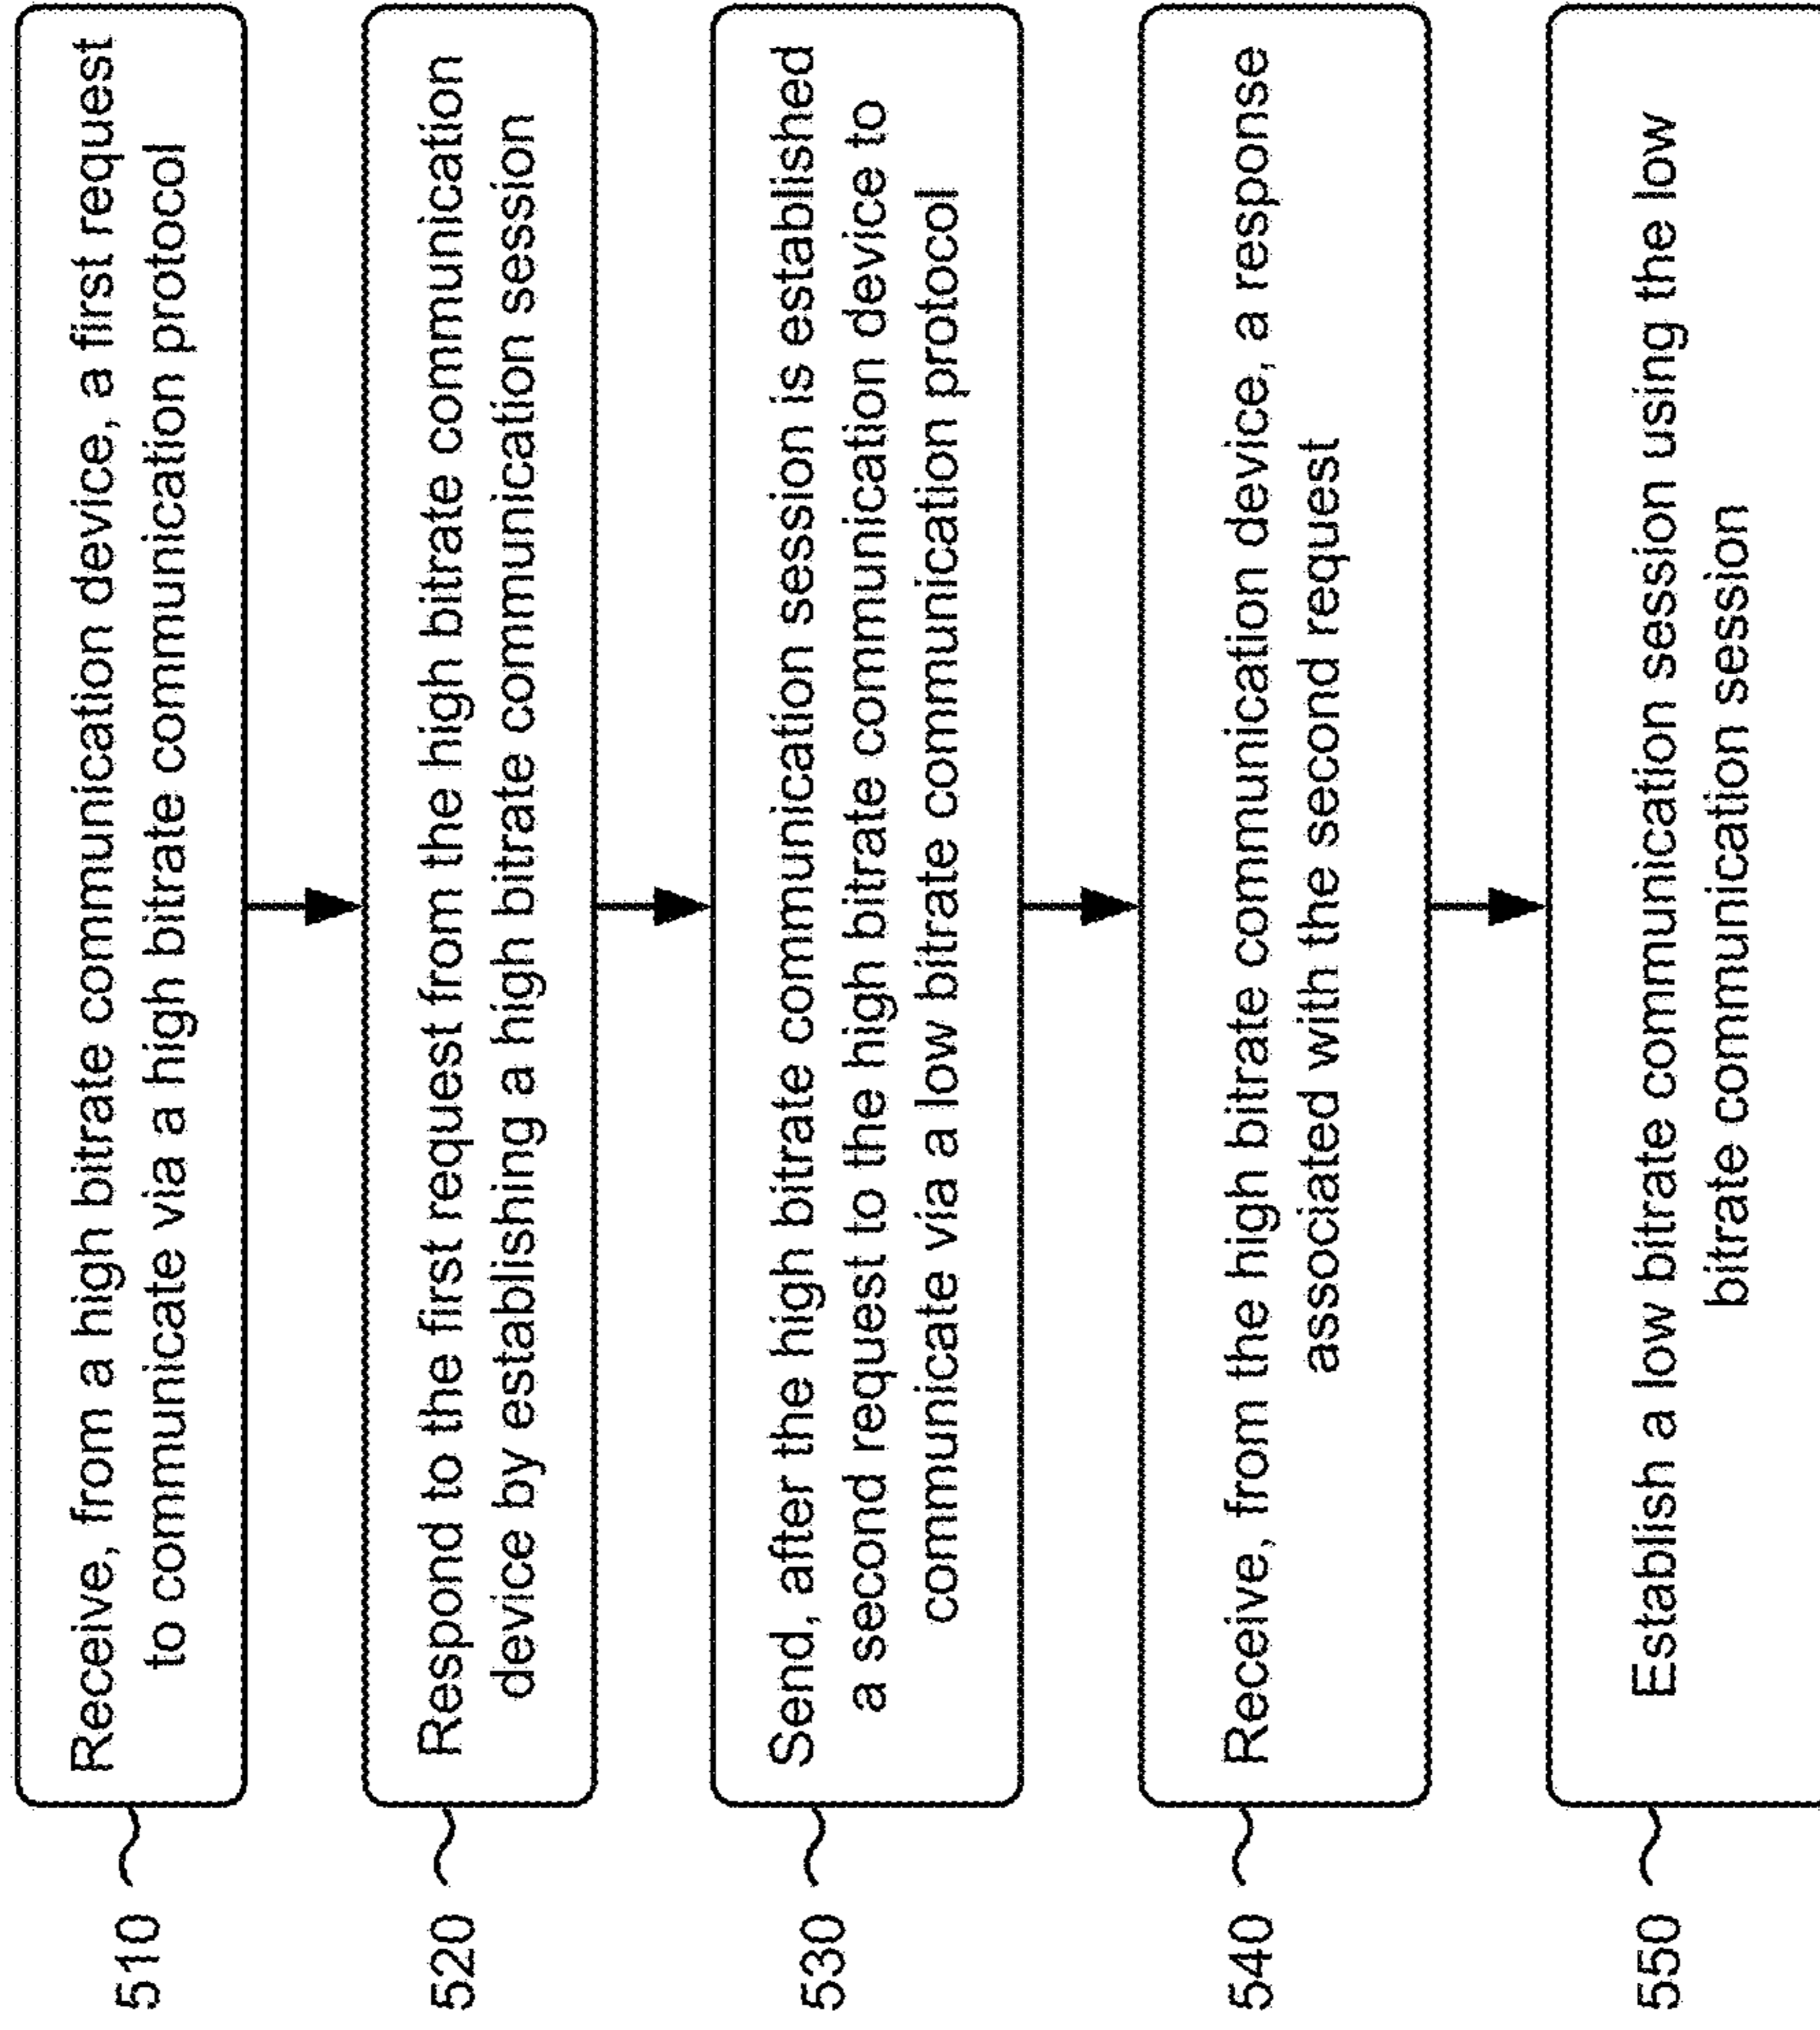 510
Receive, from a high bitrate communication device, a first request
to communicate via a high bitrate communication protocol
520
Respond to the first request from the high bitrate communication
device by establishing a high bitrate communication session
530
Send, after the high bitrate communication session is established
a second request to the high bitrate communication device to
communicate via a low bitrate communication protocol
540
Receive, from the high bitrate communication device, a response
associated with the second request
550
Establish a low bitrate communication session using the low
bitrate communication session